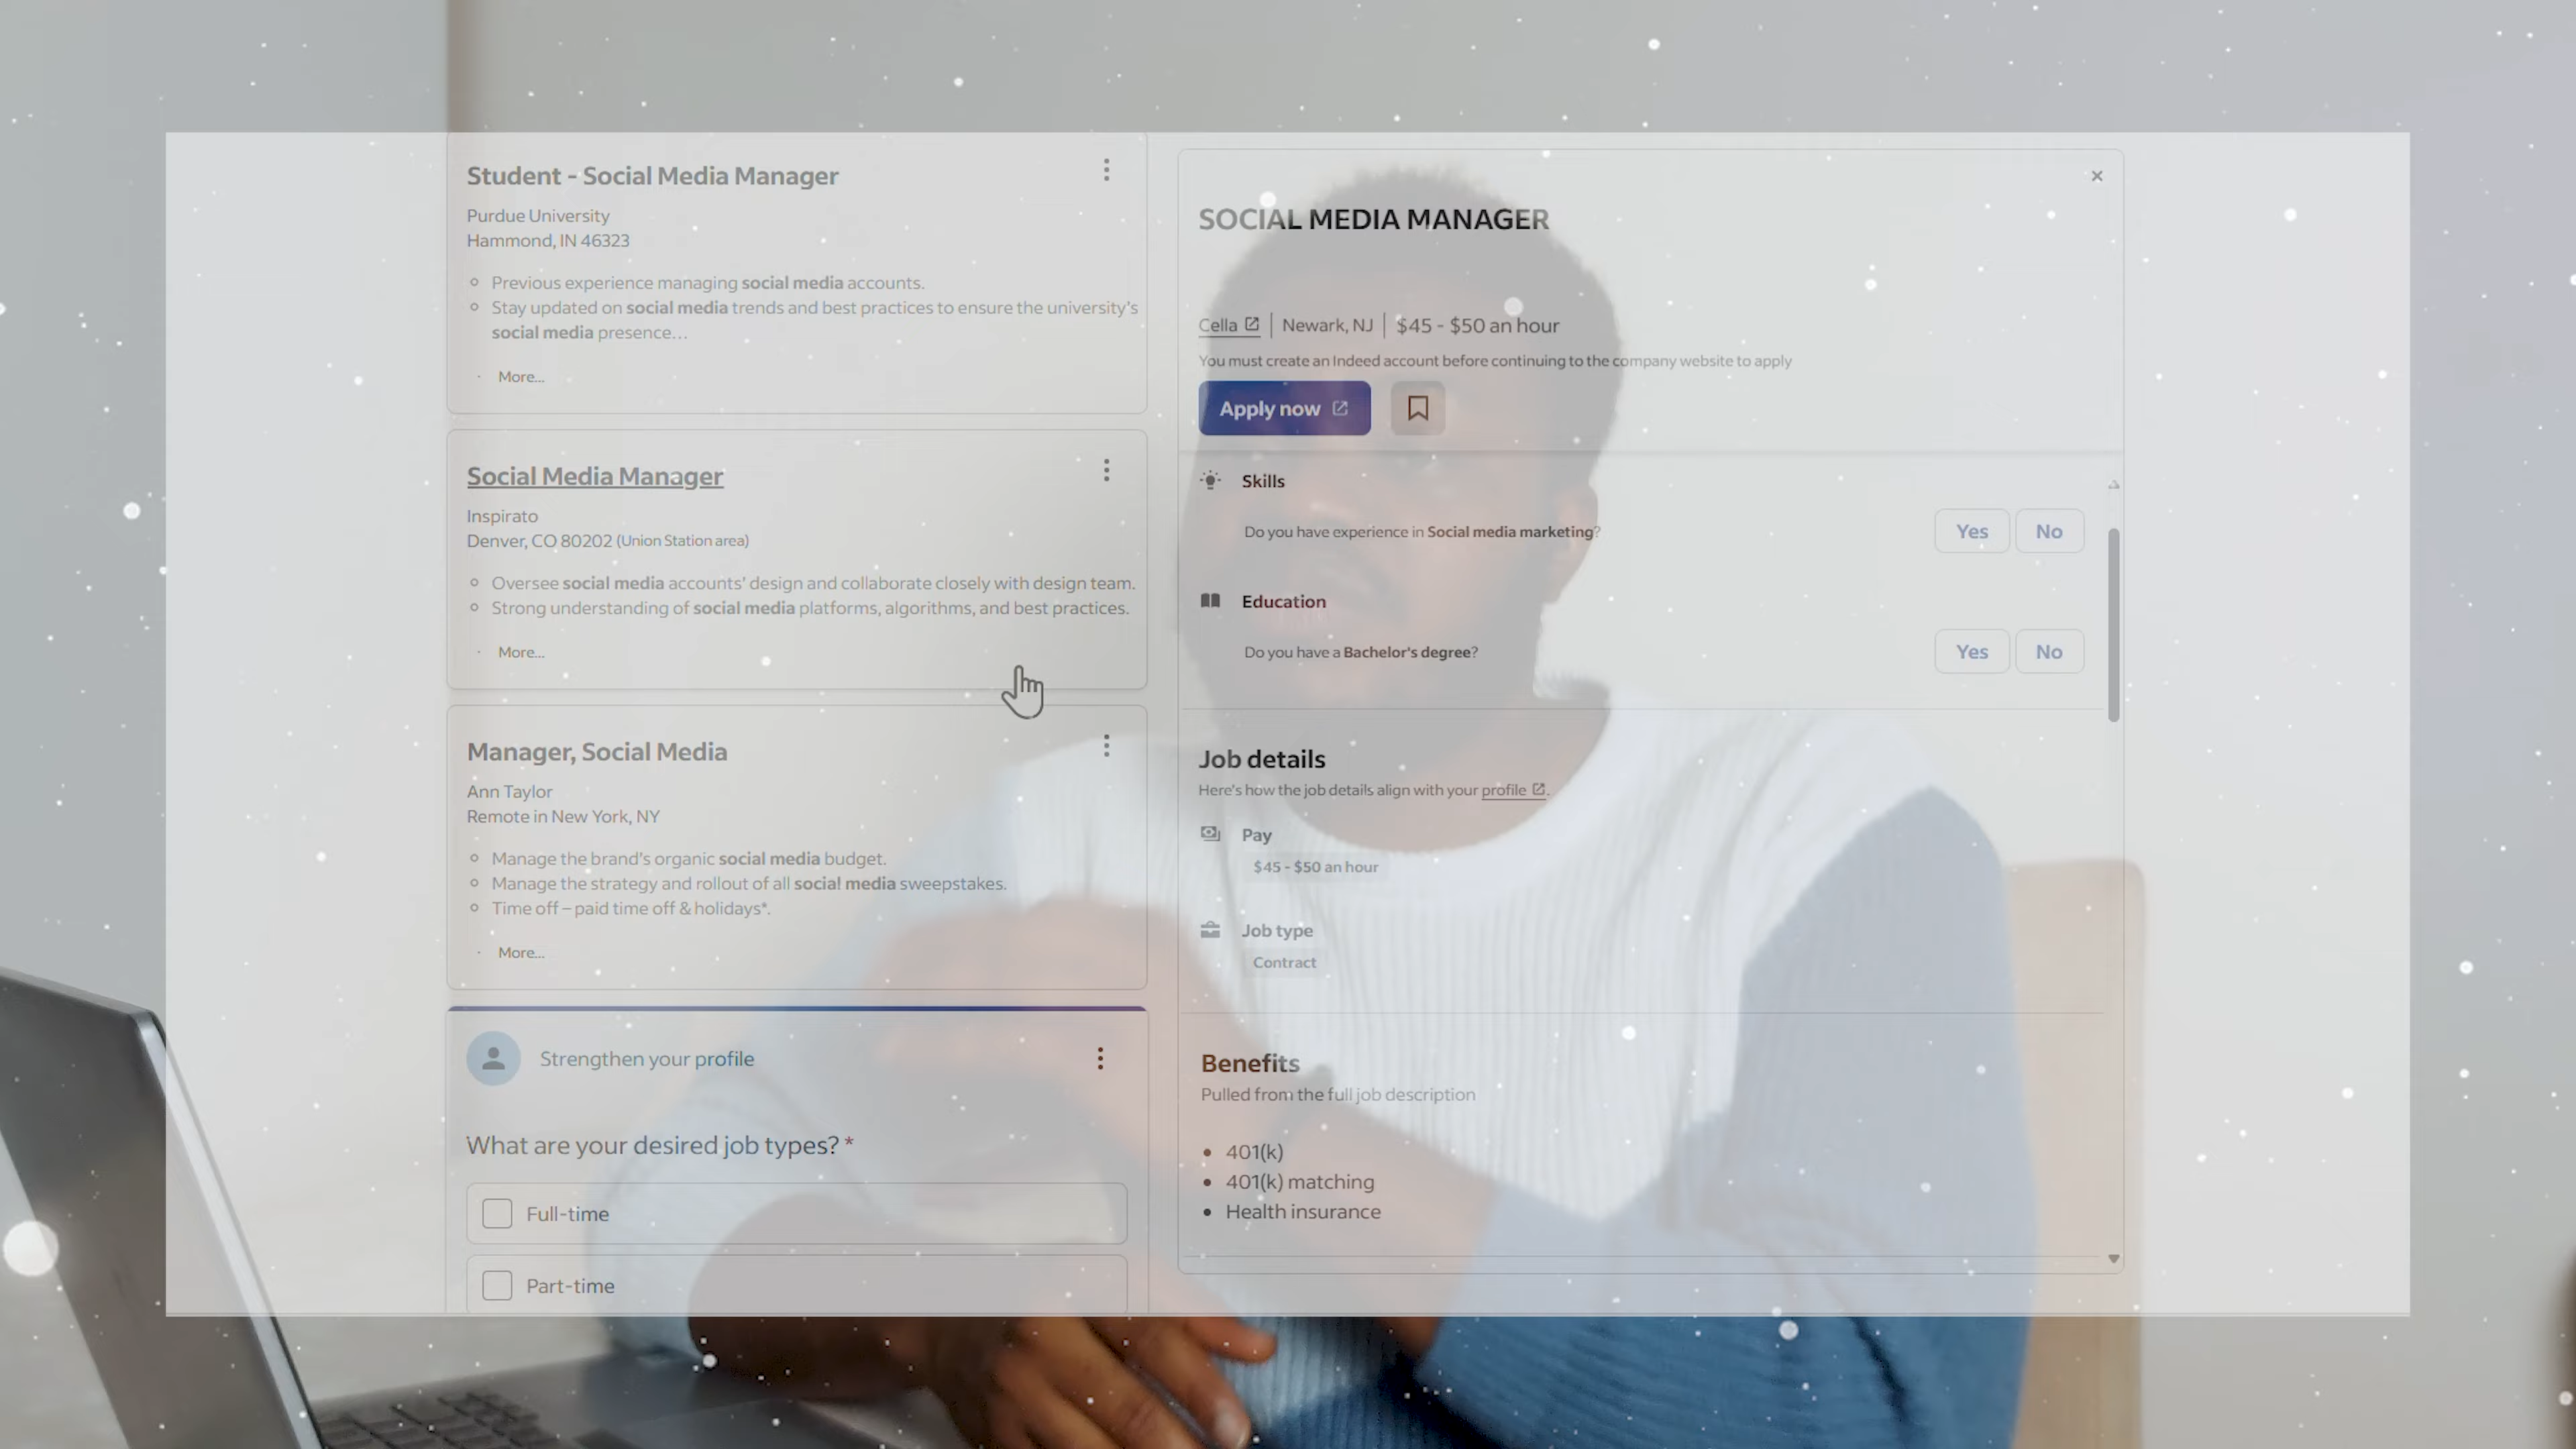 Student - Social Media Manager
Purdue University
Hammond, IN 46323
Previous experience managing social media accounts.
Stay updated on social media trends and best practices to ensure the university's
social media presence…
More...
Social Media Manager
Inspirato
Denver, CO 80202 (Union Station area)
Oversee social media accounts' design and collaborate closely with design team.
Strong understanding of social media platforms, algorithms, and best practices.
More...
Manager, Social Media
Ann Taylor
Remote in New York, NY
Manage the brand's organic social media budget.
Manage the strategy and rollout of all social media sweepstakes.
Time off – paid time off & holidays*.
More...
Strengthen your profile
What are your desired job types? *
Full-time
Part-time
SOCIAL MEDIA MANAGER
Cella | Newark, NJ | $45 - $50 an hour
You must create an Indeed account before continuing to the company website to apply
Apply now
Skills
Do you have experience in Social media marketing?
Yes No
Education
Do you have a Bachelor's degree?
Yes No
Job details
Here's how the job details align with your profile.
Pay
$45 - $50 an hour
Job type
Contract
Benefits
Pulled from the full job description
401(k)
401(k) matching
Health insurance